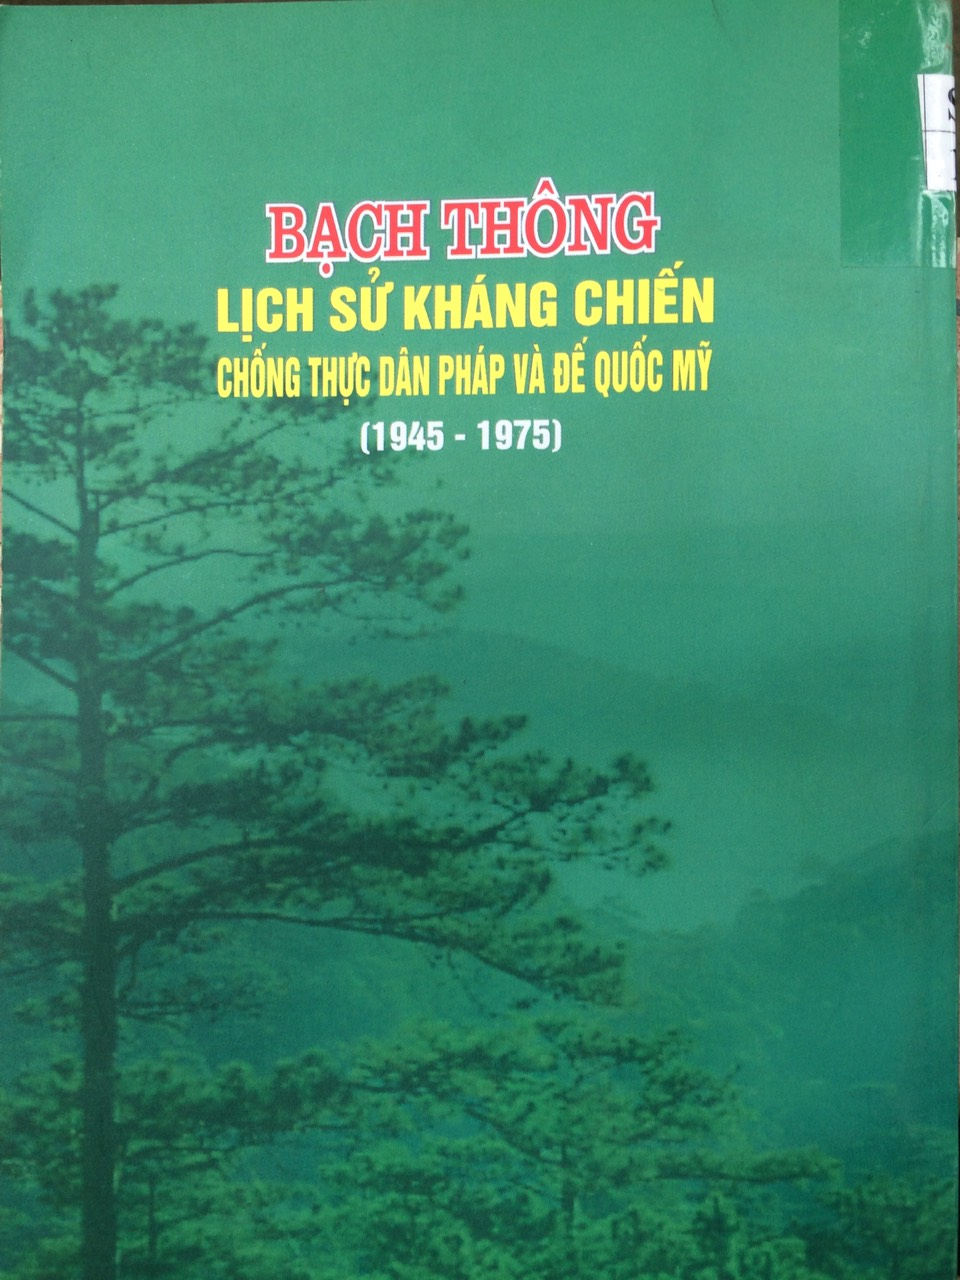 BẠCH THÔNG
LỊCH SỬ KHÁNG CHIẾN
CHỐNG THỰC DÂN PHÁP VÀ ĐẾ QUỐC MỸ
(1945 - 1975)